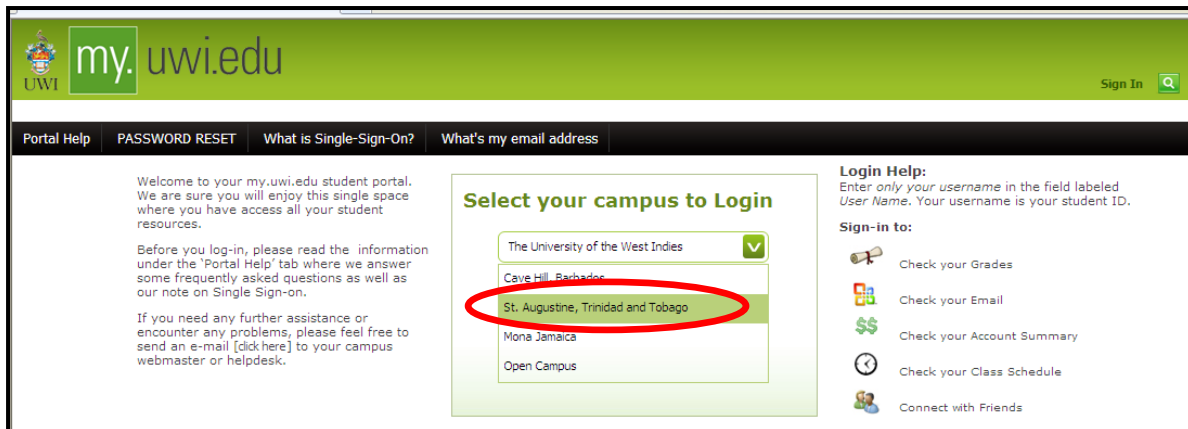 UWI
my. uwi.edu
Sign In
Portal Help PASSWORD RESET What is Single-Sign-On? What's my email address
Welcome to your my.uwi.edu student portal.
We are sure you will enjoy this single space
where you have access all your student
resources.
Before you log-in, please read the information
under the 'Portal Help' tab where we answer
some frequently asked questions as well as
our note on Single Sign-on.
If you need any further assistance or
encounter any problems, please feel free to
send an e-mail [click here] to your campus
webmaster or helpdesk.
Select your campus to Login
The University of the West Indies
Cave Hill, Barbados
St. Augustine, Trinidad and Tobago
Mona Jamaica
Open Campus
Login Help:
Enter only your username in the field labeled
User Name. Your username is your student ID.
Sign-in to:
Check your Grades
Check your Email
$$ Check your Account Summary
Check your Class Schedule
Connect with Friends